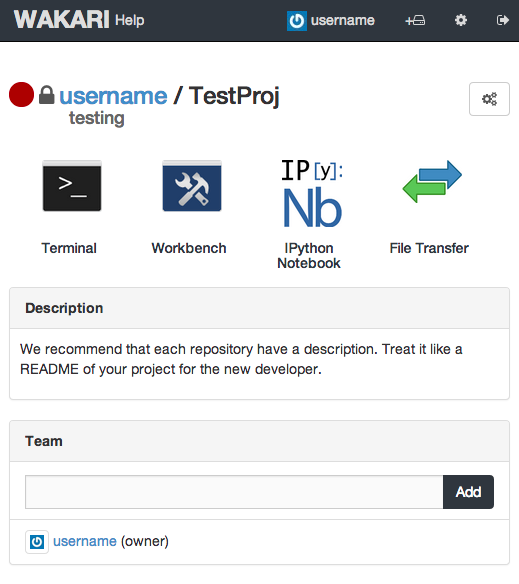 WAKARI Help username
username / TestProj
testing
>_ IP[y]:
Nb
Terminal Workbench IPython Notebook File Transfer
Description
We recommend that each repository have a description. Treat it like a
README of your project for the new developer.
Team
Add
username (owner)